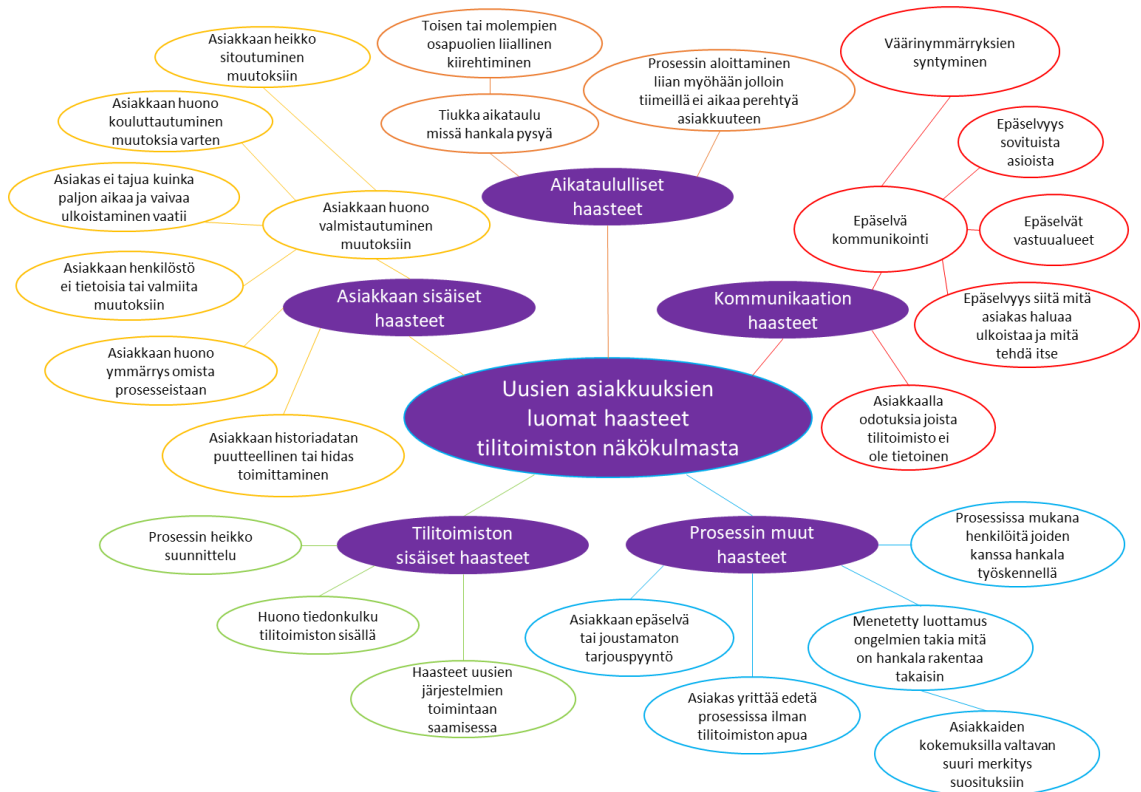 Asiakkaan heikko
sitoutuminen
muutoksiin
Toisen tai molempien
osapuolien liiallinen
kiirehtiminen
Prosessin aloittaminen
liian myöhään jolloin
tiimeillä ei aikaa perehtyä
asiakkuuteen
Väärinymmärryksien
syntyminen
Asiakkaan huono
kouluttautuminen
muutoksia varten
Tiukka aikataulu
missä hankala pysyä
Epäselvyys
sovituista
asioista
Asiakas ei tajua kuinka
paljon aikaa ja vaivaa
ulkoistaminen vaatii
Asiakkaan huono
valmistautuminen
muutoksiin
Aikataululliset
haasteet
Epäselvä
kommunikointi
Epäselvät
vastuualueet
Asiakkaan henkilöstö
ei tietoisia tai valmiita
muutoksiin
Asiakkaan sisäiset
haasteet
Kommunikaation
haasteet
Epäselvyys siitä mitä
asiakas haluaa
ulkoistaa ja mitä
tehdä itse
Asiakkaan huono
ymmärrys omista
prosesseistaan
Uusien asiakkuuksien
luomat haasteet
tilitoimiston näkökulmasta
Asiakkaalla
odotuksia joista
tilitoimisto ei
ole tietoinen
Asiakkaan historiadatan
puutteellinen tai hidas
toimittaminen
Prosessin heikko
suunnittelu
Tilitoimiston
sisäiset haasteet
Prosessin muut
haasteet
Prosessissa mukana
henkilöitä joiden
kanssa hankala
työskennellä
Huono tiedonkulku
tilitoimiston sisällä
Asiakkaan epäselvä
tai joustamaton
tarjouspyyntö
Menetetty luottamus
ongelmien takia mitä
on hankala rakentaa
takaisin
Haasteet uusien
järjestelmien
toimintaan
saamisessa
Asiakas yrittää edetä
prosessissa ilman
tilitoimiston apua
Asiakkaiden
kokemuksilla valtavan
suuri merkitys
suosituksiin